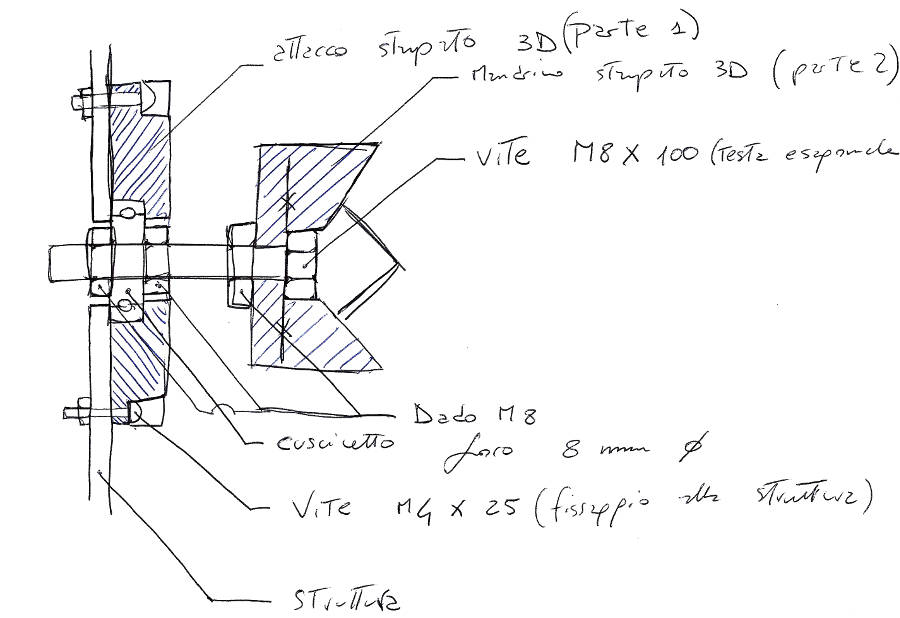 attacco stampato 3D (parte 1)
Mandrino stampato 3D (parte 2)
Vite M8 X 100 (testa esagonale
Dado M8
cuscinetto foro 8 mm φ
Vite M4 X 25 (fissaggio alla struttura)
Struttura